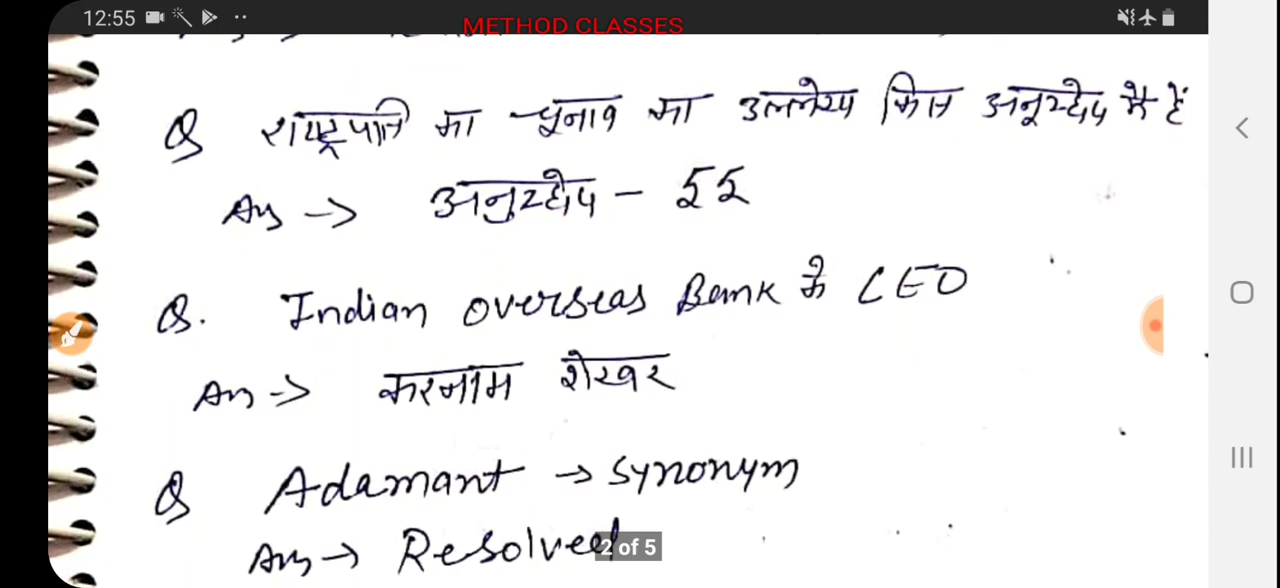 12:55
METHOD CLASSES
Q राष्ट्रपति का चुनाव का उल्लेख किस अनुच्छेद में हैं
Ans → अनुच्छेद - 55
Q. Indian overseas Bank के CEO
Ans → करनाम शेखर
Q Adamant → Synonym
Ans → Resolved
2 of 5